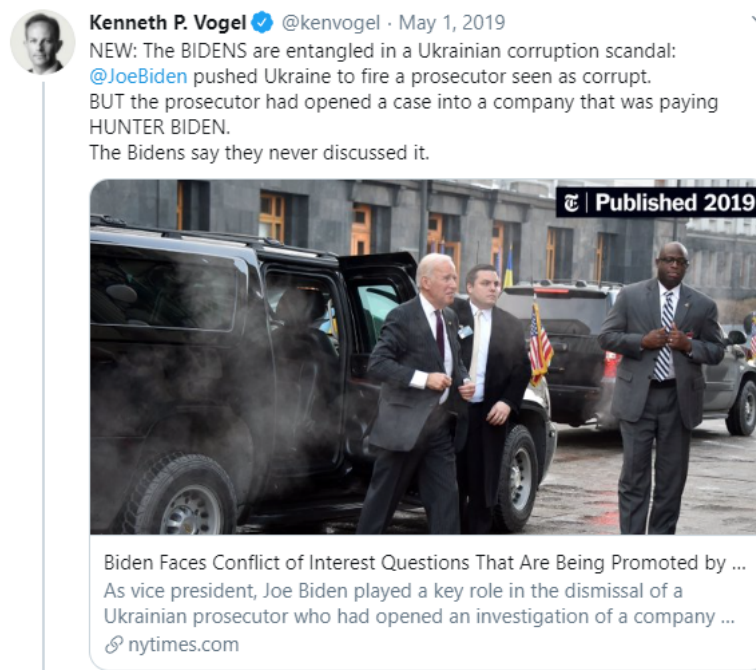 Kenneth P. Vogel @kenvogel · May 1, 2019
NEW: The BIDENS are entangled in a Ukrainian corruption scandal:
@JoeBiden pushed Ukraine to fire a prosecutor seen as corrupt.
BUT the prosecutor had opened a case into a company that was paying
HUNTER BIDEN.
The Bidens say they never discussed it.
T | Published 2019
Biden Faces Conflict of Interest Questions That Are Being Promoted by ...
As vice president, Joe Biden played a key role in the dismissal of a
Ukrainian prosecutor who had opened an investigation of a company ...
nytimes.com